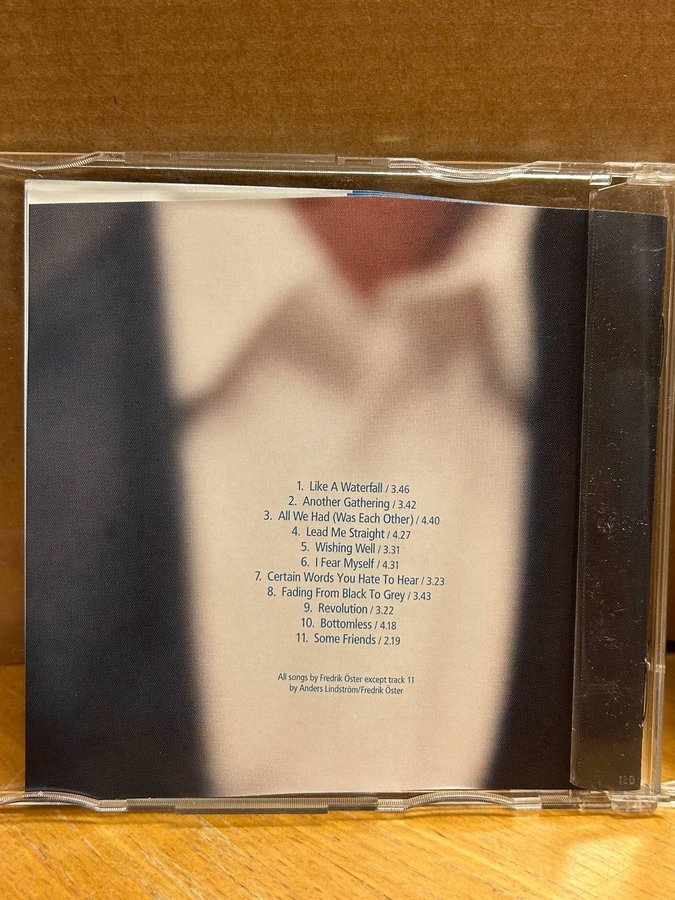 1. Like A Waterfall / 3.46
2. Another Gathering / 3.42
3. All We Had (Was Each Other) / 4.40
4. Lead Me Straight / 4.27
5. Wishing Well / 3.31
6. I Fear Myself / 4.31
7. Certain Words You Hate To Hear / 3.23
8. Fading From Black To Grey / 3.43
9. Revolution / 3.22
10. Bottomless / 4.18
11. Some Friends / 2.19
All songs by Fredrik Öster except track 11
by Anders Lindström/Fredrik Öster